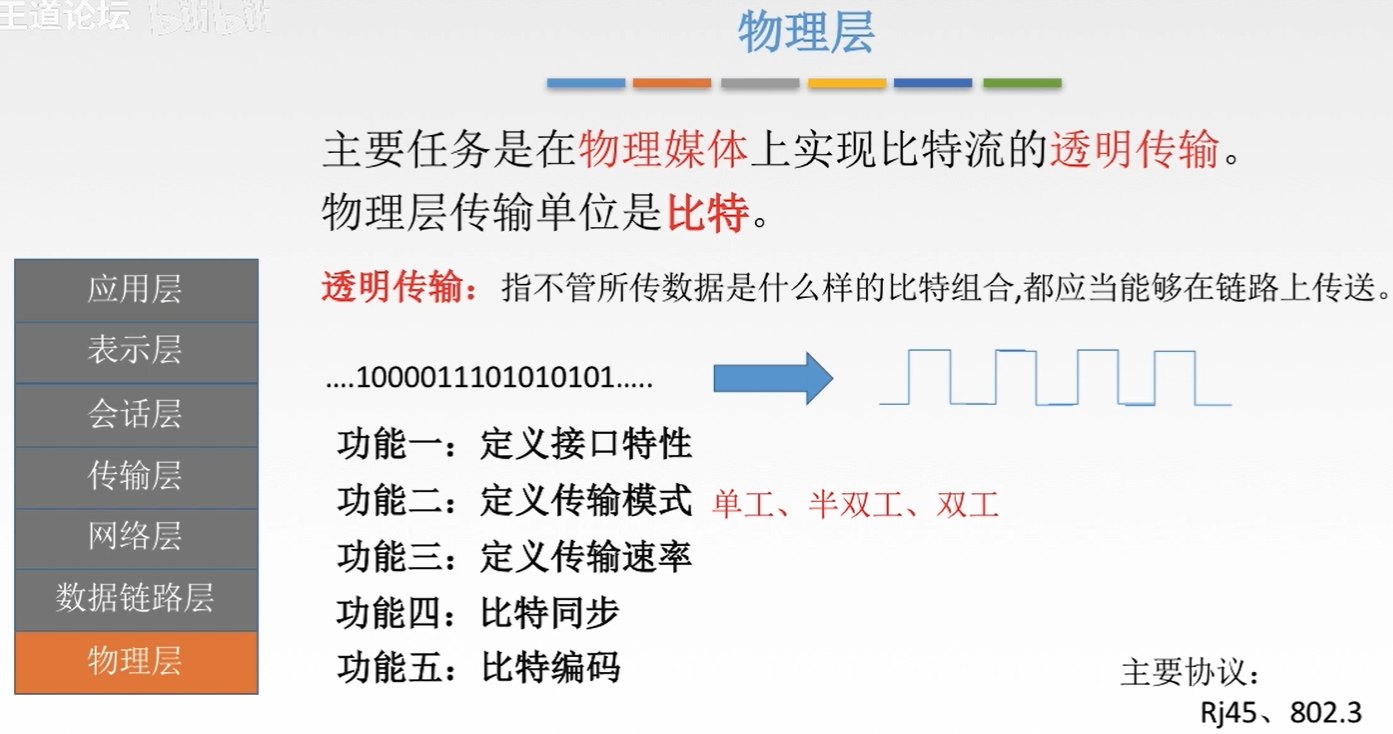 王道论坛 bilibili
物理层
主要任务是在物理媒体上实现比特流的透明传输。
物理层传输单位是比特。
透明传输：指不管所传数据是什么样的比特组合,都应当能够在链路上传送。
应用层
表示层
会话层
传输层
网络层
数据链路层
物理层
....1000011101010101.....
功能一：定义接口特性
功能二：定义传输模式 单工、半双工、双工
功能三：定义传输速率
功能四：比特同步
功能五：比特编码
主要协议：
Rj45、802.3